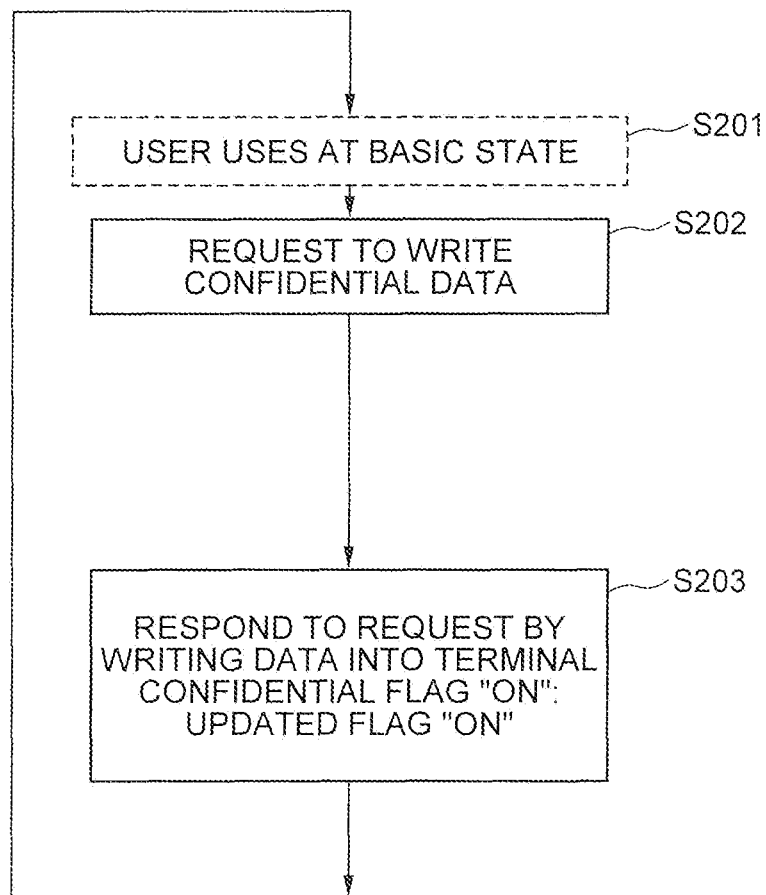 USER USES AT BASIC STATE
S201
REQUEST TO WRITE
CONFIDENTIAL DATA
S202
RESPOND TO REQUEST BY
WRITING DATA INTO TERMINAL
CONFIDENTIAL FLAG "ON":
UPDATED FLAG "ON"
S203